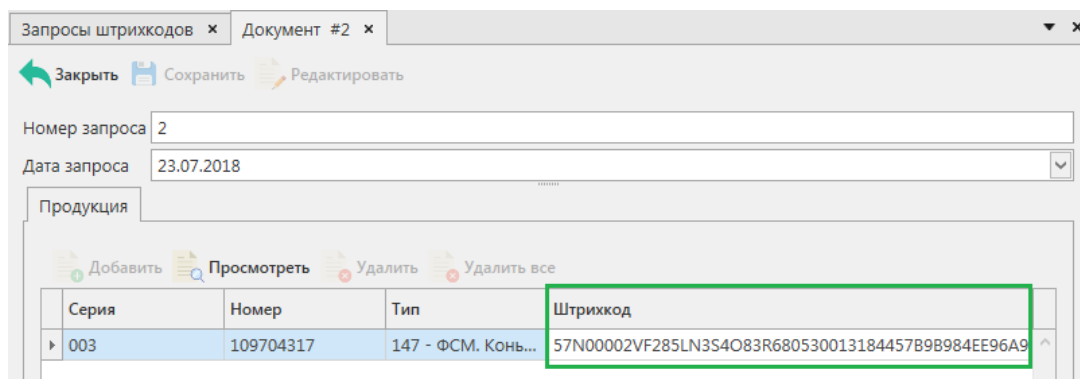 Запросы штрихкодов × Документ #2 ×
Закрыть Сохранить Редактировать
Номер запроса 2
Дата запроса 23.07.2018
Продукция
Добавить Просмотреть Удалить Удалить все
Серия Номер Тип Штрихкод
003 109704317 147 - ФСМ. Конь... 57N00002VF285LN3S4O83R680530013184457B9B984EE96A9